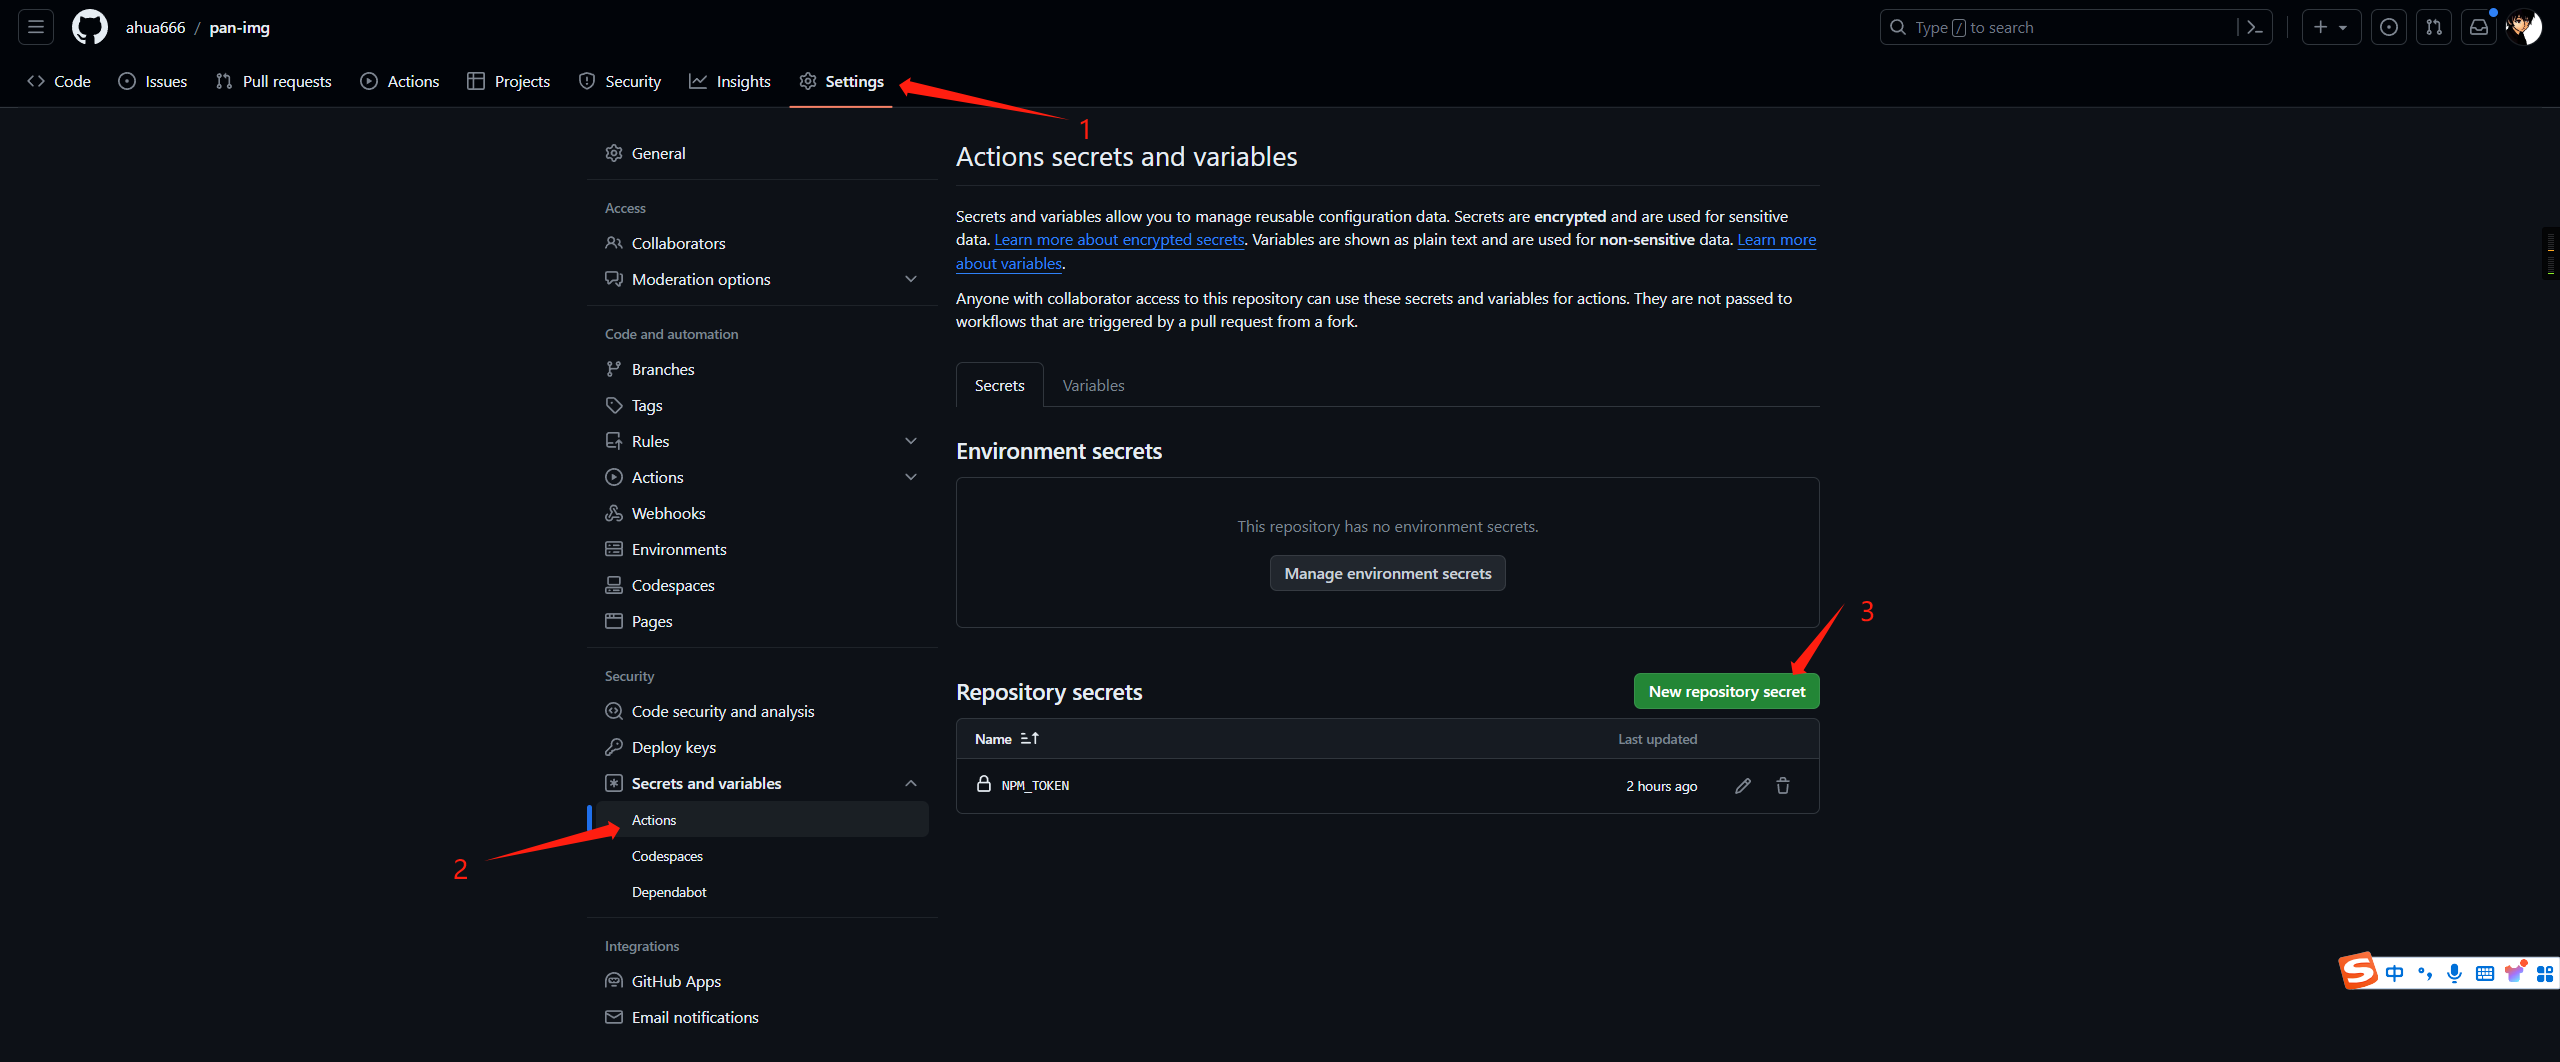 ahua666 / pan-img
Type / to search
Code
Issues
Pull requests
Actions
Projects
Security
Insights
Settings
1
General
Access
Collaborators
Moderation options
Code and automation
Branches
Tags
Rules
Actions
Webhooks
Environments
Codespaces
Pages
Security
Code security and analysis
Deploy keys
Secrets and variables
Actions
2
Codespaces
Dependabot
Integrations
GitHub Apps
Email notifications
Actions secrets and variables
Secrets and variables allow you to manage reusable configuration data. Secrets are encrypted and are used for sensitive
data. Learn more about encrypted secrets. Variables are shown as plain text and are used for non-sensitive data. Learn more
about variables.
Anyone with collaborator access to this repository can use these secrets and variables for actions. They are not passed to
workflows that are triggered by a pull request from a fork.
Secrets
Variables
Environment secrets
This repository has no environment secrets.
Manage environment secrets
3
Repository secrets
New repository secret
Name
Last updated
NPM_TOKEN
2 hours ago
S 中